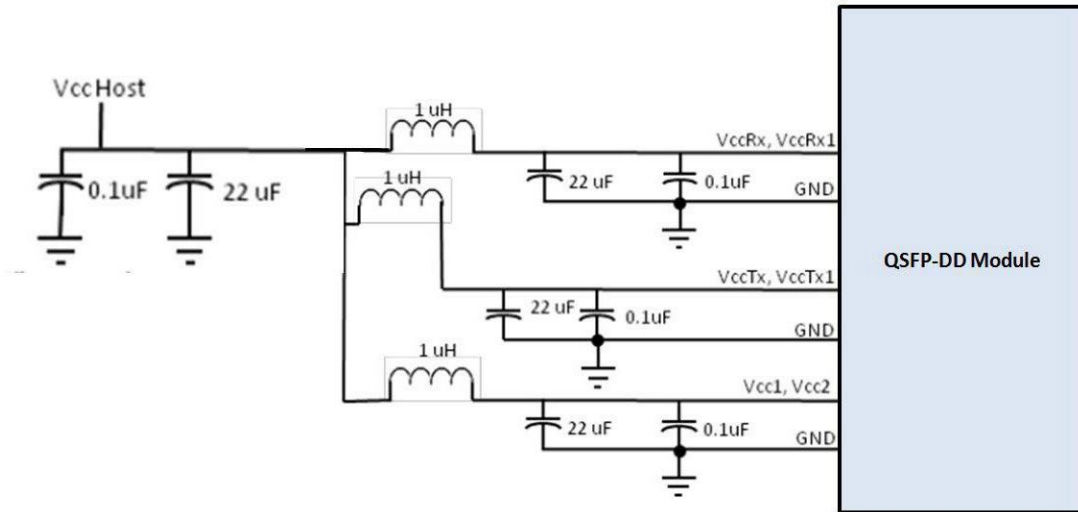 VccHost
0.1uF
22 uF
1 uH
VccRx, VccRx1
22 uF
0.1uF
GND
1 uH
VccTx, VccTx1
22 uF
0.1uF
GND
1 uH
Vcc1, Vcc2
22 uF
0.1uF
GND
QSFP-DD Module